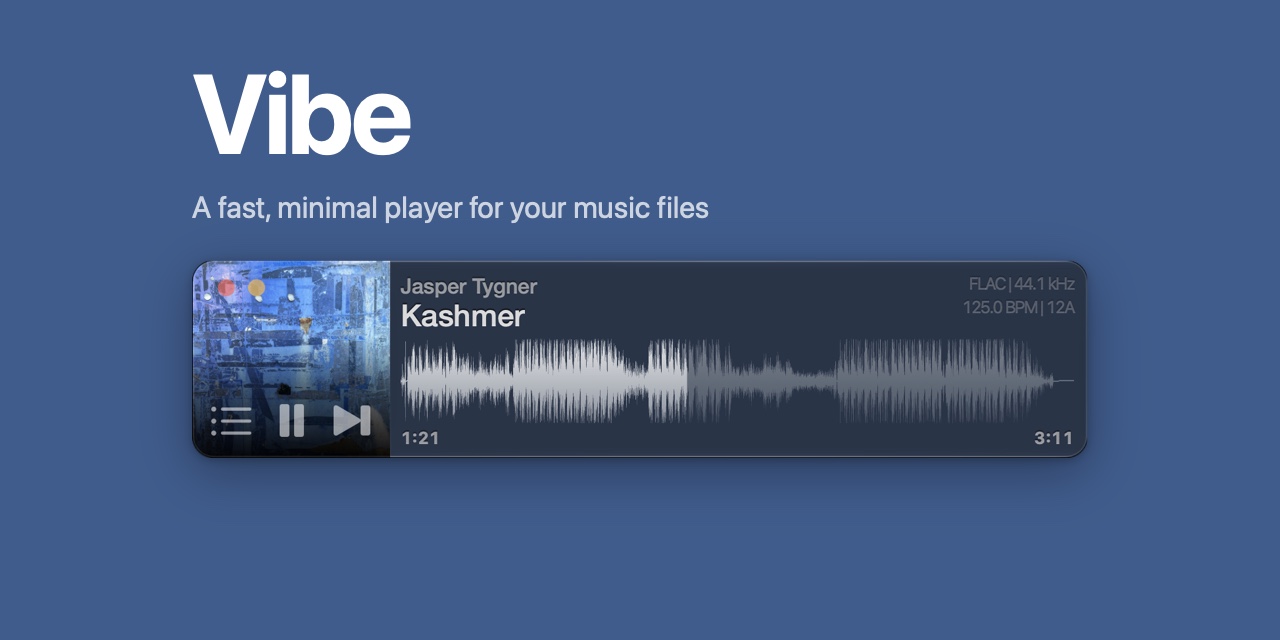 Vibe
A fast, minimal player for your music files
Jasper Tygner
Kashmer
FLAC | 44.1 kHz
125.0 BPM | 12A
1:21
3:11